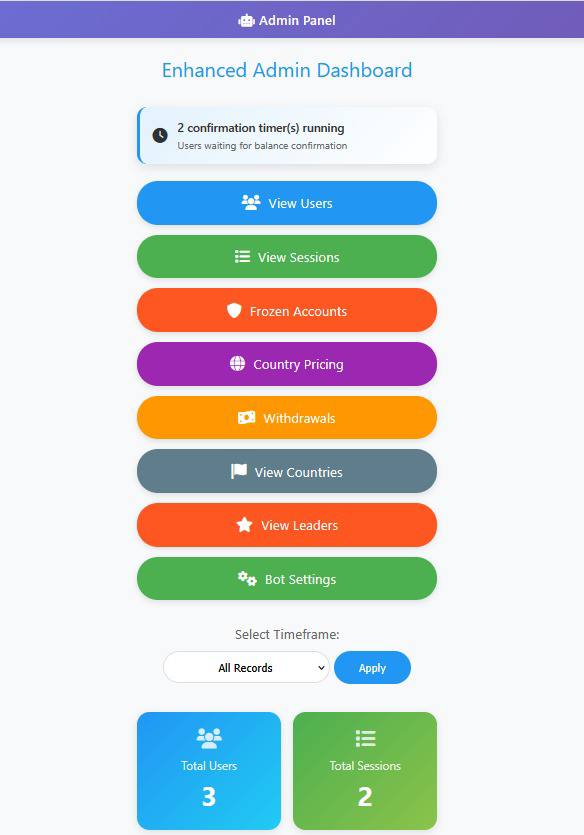 Admin Panel
Enhanced Admin Dashboard
2 confirmation timer(s) running
Users waiting for balance confirmation
View Users
View Sessions
Frozen Accounts
Country Pricing
Withdrawals
View Countries
View Leaders
Bot Settings
Select Timeframe:
All Records
Apply
Total Users
Total Sessions
3
2